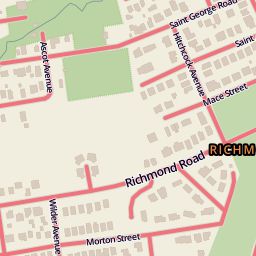 Saint George Road
Ascot Avenue
Hitchcock Avenue
Saint
Mace Street
RICHM
Richmond Road
Wilder Avenue
Morton Street